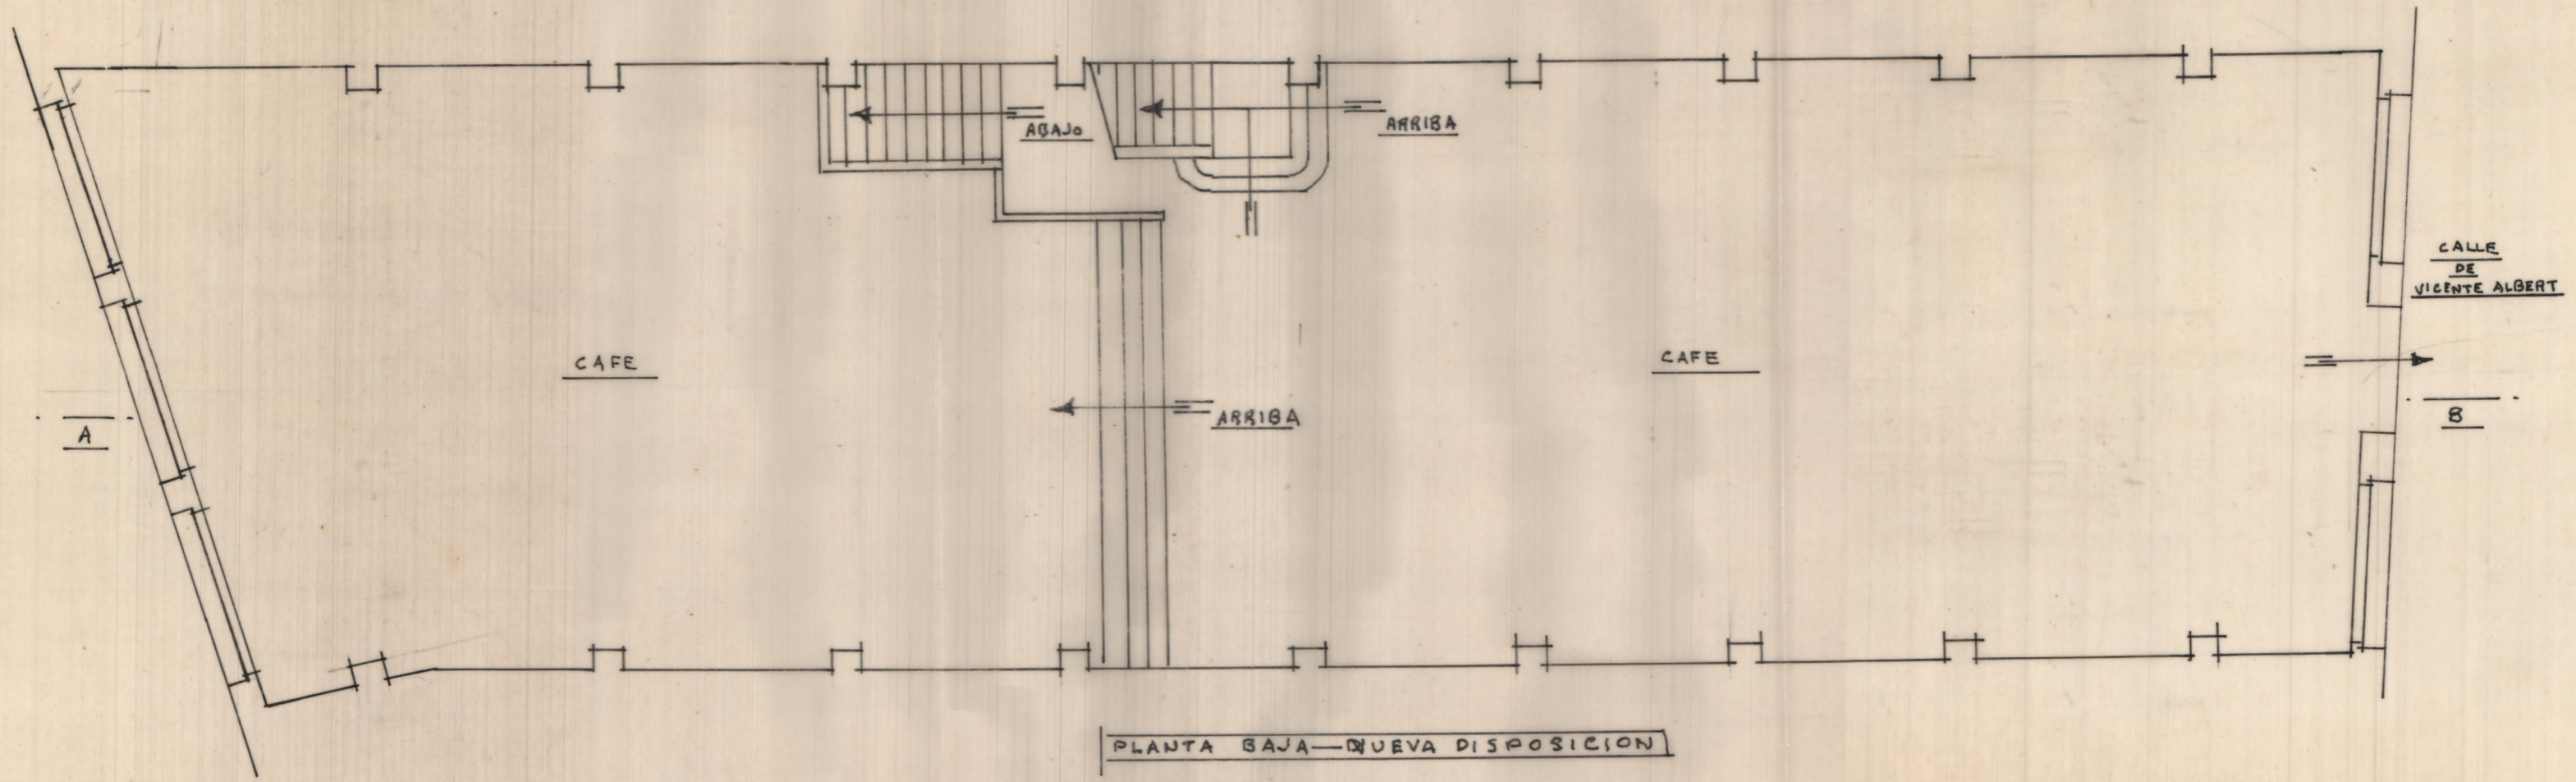 ABAJO
ARRIBA
CALLE
DE
VICENTE ALBERT
CAFE
CAFE
ARRIBA
A
B
PLANTA BAJA—NUEVA DISPOSICION